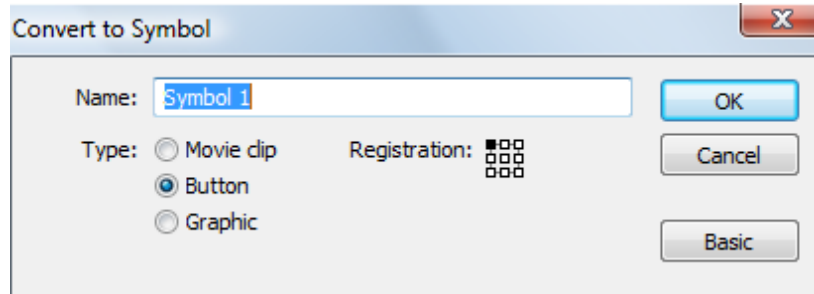 Convert to Symbol
Name: Symbol 1 OK
Type: Movie clip Registration: Cancel
Button
Graphic
Basic